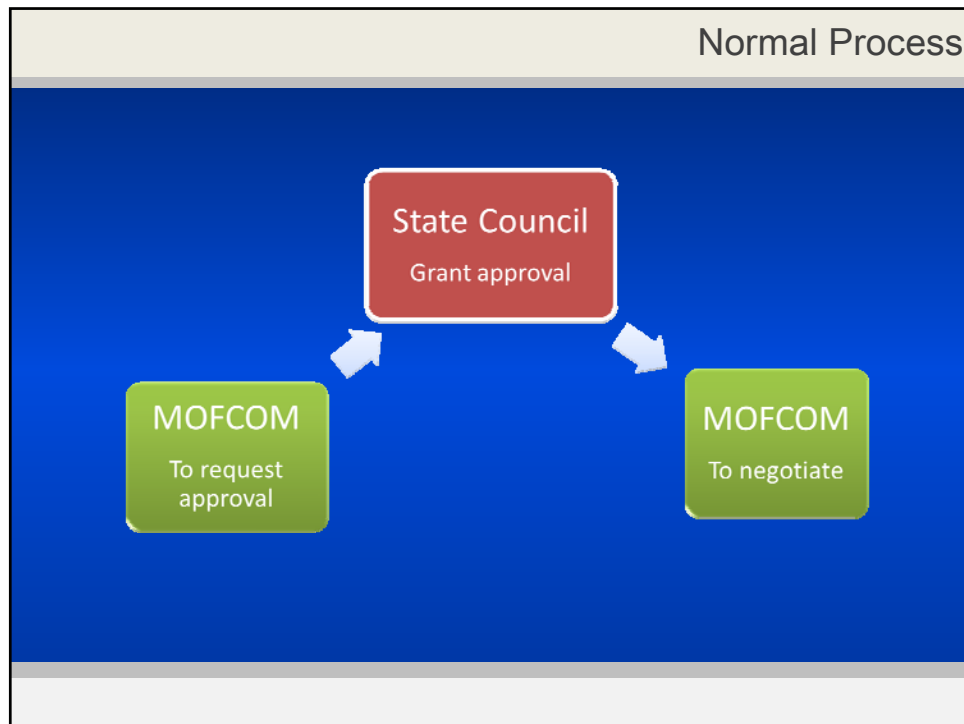 Normal Process
State Council
Grant approval
MOFCOM
To request
approval
MOFCOM
To negotiate